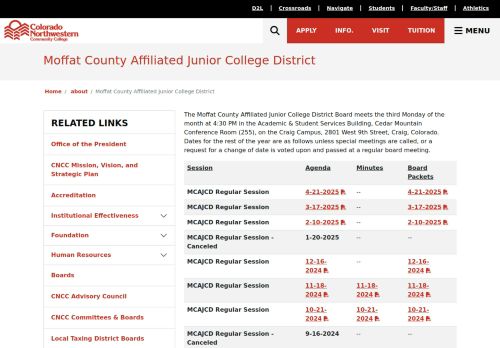 D2L | Crossroads | Navigate | Students | Faculty/Staff | Athletics
Colorado
Northwestern
Community College
APPLY INFO. VISIT TUITION MENU
Moffat County Affiliated Junior College District
Home / about / Moffat County Affiliated Junior College District
RELATED LINKS
Office of the President
CNCC Mission, Vision, and
Strategic Plan
Accreditation
Institutional Effectiveness
Foundation
Human Resources
Boards
CNCC Advisory Council
CNCC Committees & Boards
Local Taxing District Boards
The Moffat County Affiliated Junior College District Board meets the third Monday of the
month at 4:30 PM in the Academic & Student Services Building, Cedar Mountain
Conference Room (255), on the Craig Campus, 2801 West 9th Street, Craig, Colorado.
Dates for the rest of the year are as follows unless special meetings are called, or a
request for a change of date is voted upon and passed at a regular board meeting.
Session Agenda Minutes Board
Packets
MCAJCD Regular Session 4-21-2025 -- 4-21-2025
MCAJCD Regular Session 3-17-2025 -- 3-17-2025
MCAJCD Regular Session 2-10-2025 -- 2-10-2025
MCAJCD Regular Session - 1-20-2025 -- --
Canceled
MCAJCD Regular Session 12-16- -- 12-16-
2024 2024
MCAJCD Regular Session 11-18- 11-18- 11-18-
2024 2024 2024
MCAJCD Regular Session 10-21- 10-21- 10-21-
2024 2024 2024
MCAJCD Regular Session - 9-16-2024 -- --
Canceled